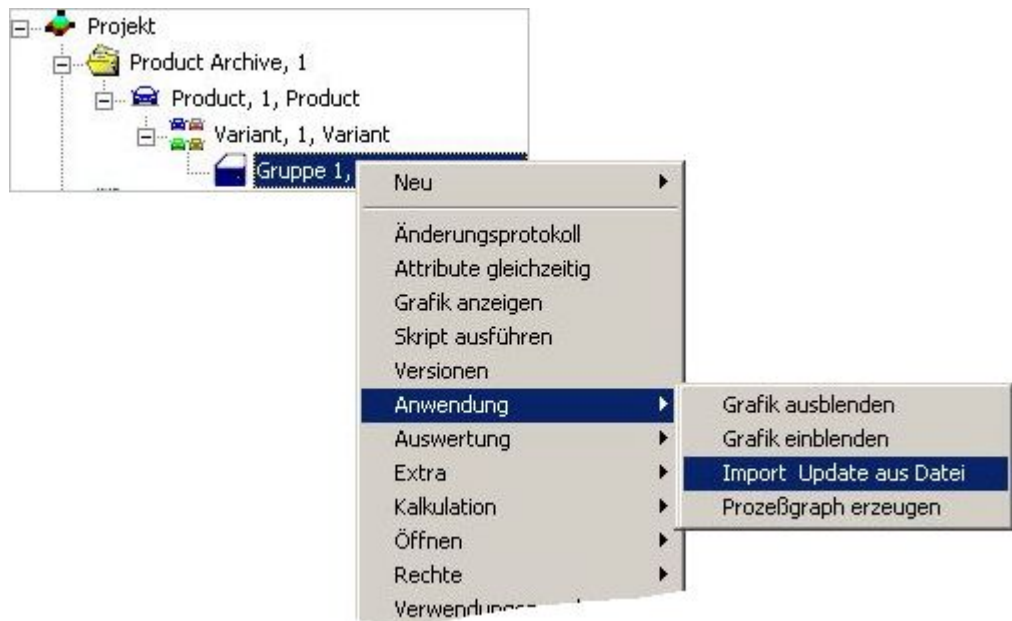 Projekt
Product Archive, 1
Product, 1, Product
Variant, 1, Variant
Gruppe 1,
Neu
Änderungsprotokoll
Attribute gleichzeitig
Grafik anzeigen
Skript ausführen
Versionen
Anwendung
Grafik ausblenden
Auswertung
Grafik einblenden
Extra
Import Update aus Datei
Kalkulation
Prozeßgraph erzeugen
Öffnen
Rechte